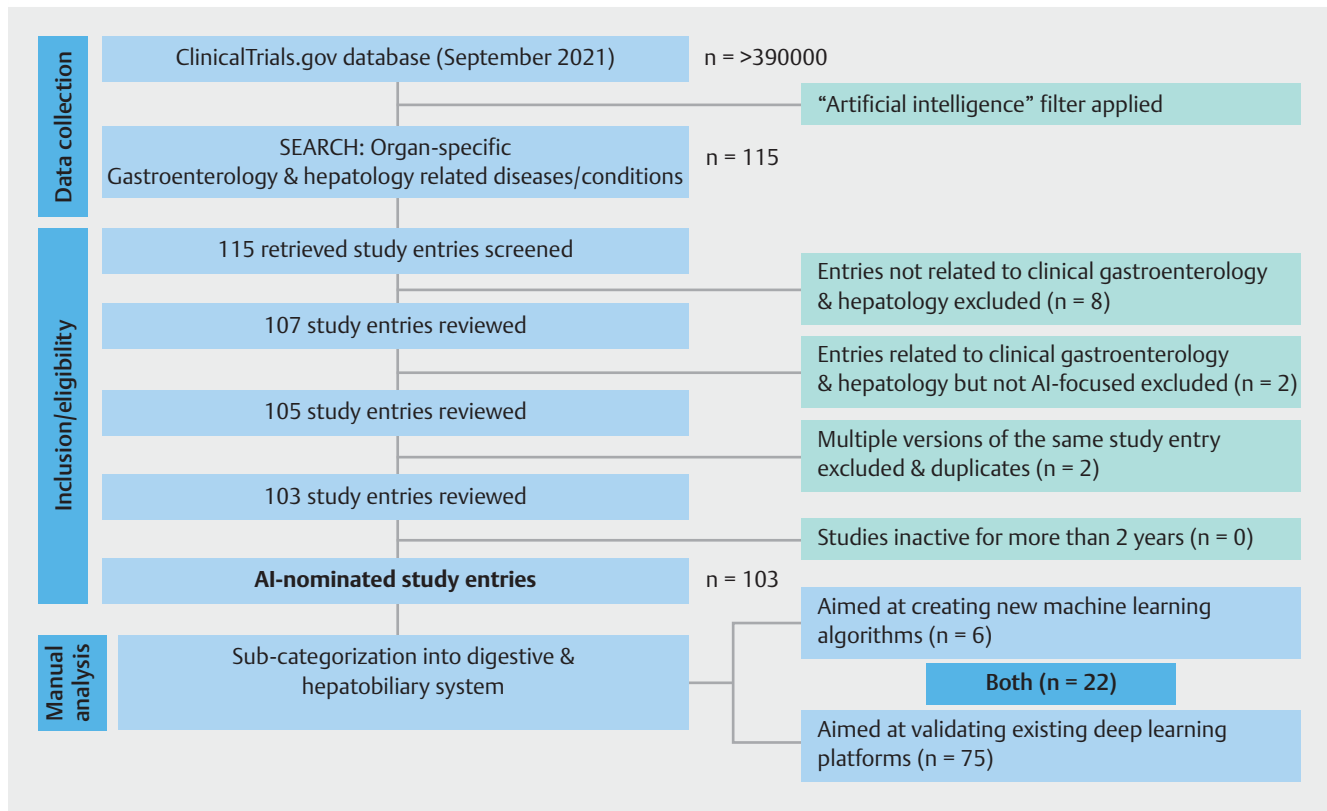 Data collection
ClinicalTrials.gov database (September 2021)
n = >390000
“Artificial intelligence” filter applied
SEARCH: Organ-specific
Gastroenterology & hepatology related diseases/conditions
n = 115
Inclusion/eligibility
115 retrieved study entries screened
Entries not related to clinical gastroenterology
& hepatology excluded (n = 8)
107 study entries reviewed
Entries related to clinical gastroenterology
& hepatology but not AI-focused excluded (n = 2)
105 study entries reviewed
Multiple versions of the same study entry
excluded & duplicates (n = 2)
103 study entries reviewed
Studies inactive for more than 2 years (n = 0)
AI-nominated study entries
n = 103
Manual
analysis
Sub-categorization into digestive &
hepatobiliary system
Aimed at creating new machine learning
algorithms (n = 6)
Both (n = 22)
Aimed at validating existing deep learning
platforms (n = 75)